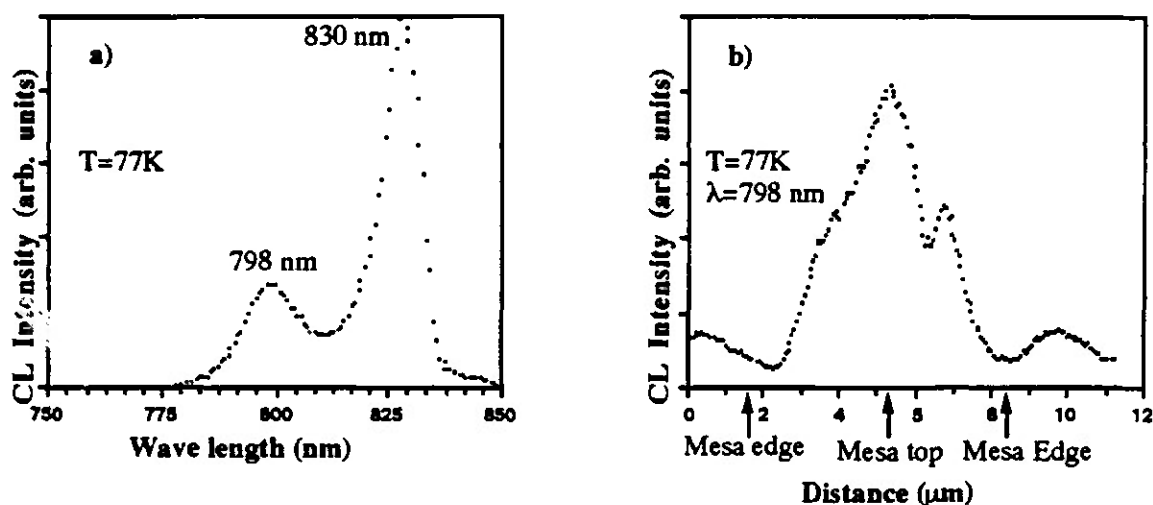 a)
830 nm
T=77K
798 nm
CL Intensity (arb. units)
750 775 800 825 850
Wave length (nm)
b)
T=77K
λ=798 nm
CL Intensity (arb. units)
0 2 4 5 8 10 12
Mesa edge Mesa top Mesa Edge
Distance (μm)